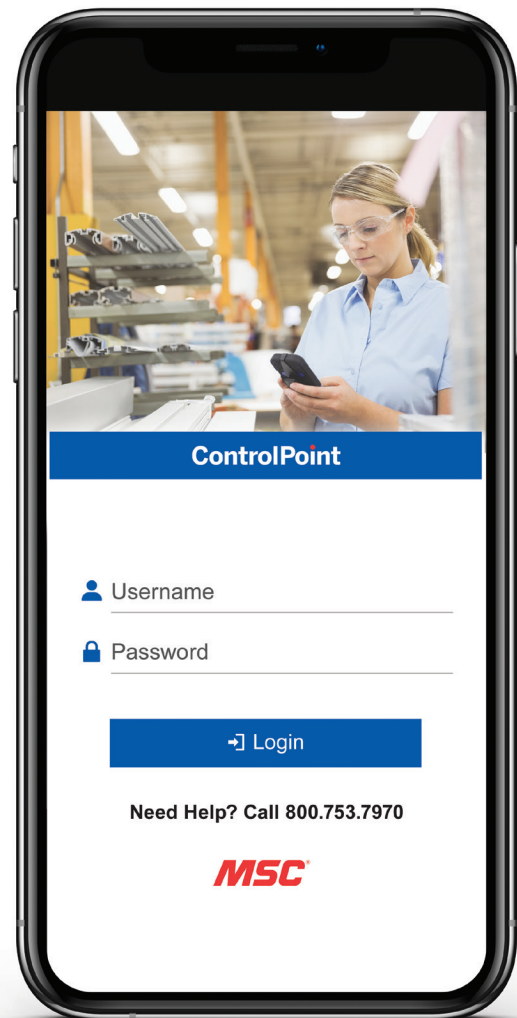 ControlPoint
Username
Password
Login
Need Help? Call 800.753.7970
MSC